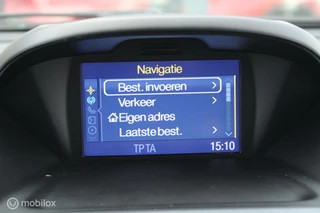 Navigatie
Best. invoeren
Verkeer
Eigen adres
Laatste best.
TP TA 15:10
mobilox